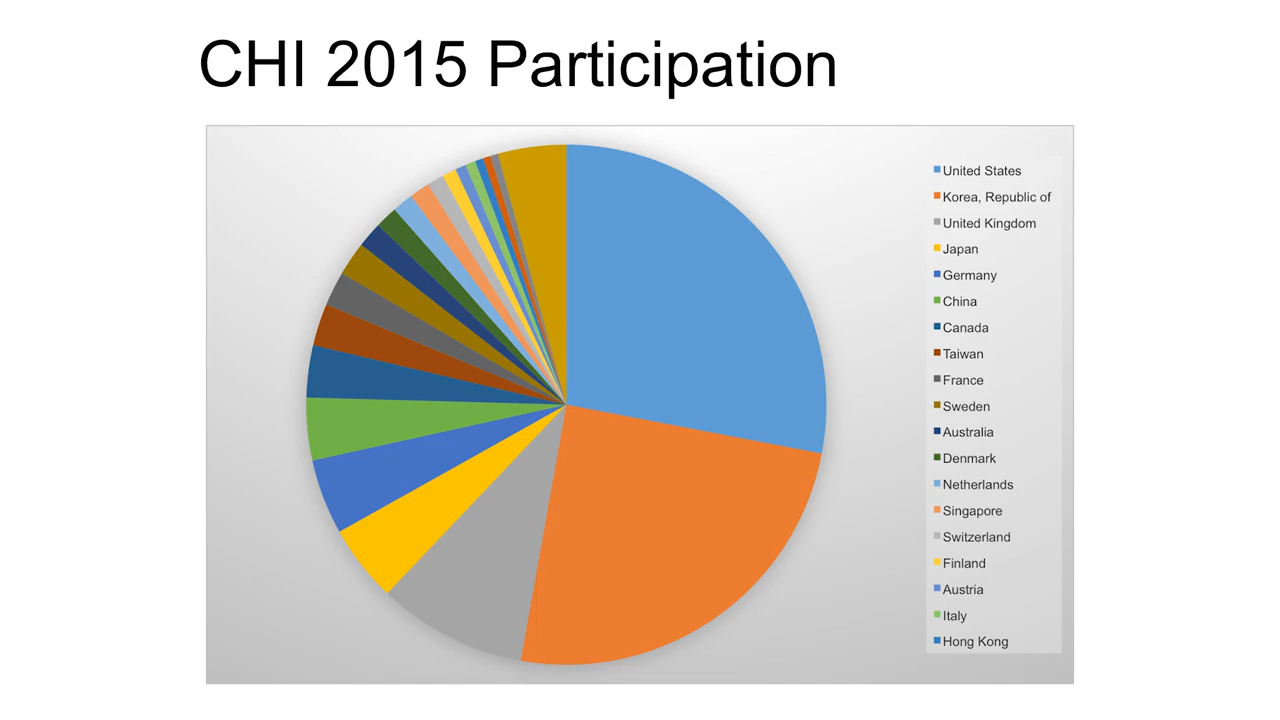 CHI 2015 Participation
United States
Korea, Republic of
United Kingdom
Japan
Germany
China
Canada
Taiwan
France
Sweden
Australia
Denmark
Netherlands
Singapore
Switzerland
Finland
Austria
Italy
Hong Kong